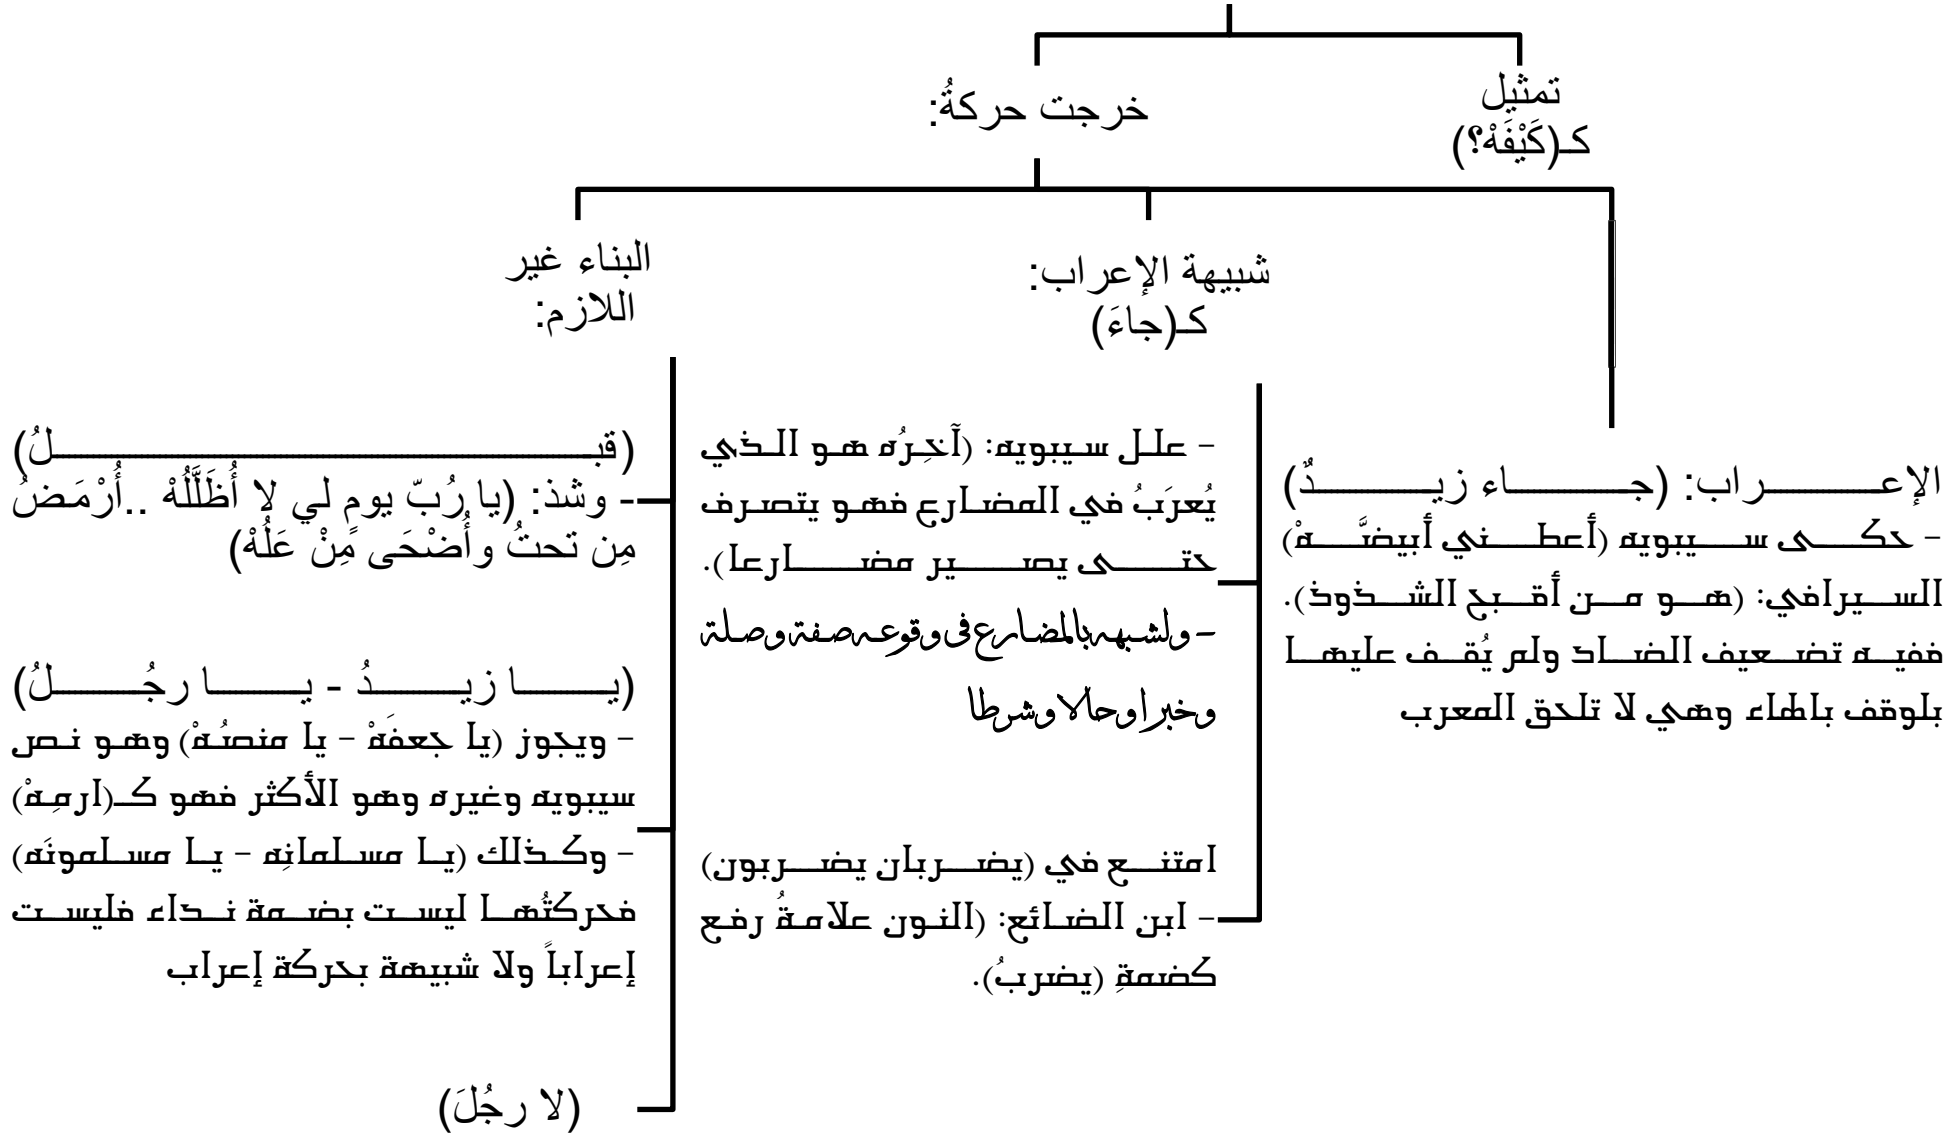 تمثيل
كـ(كَيْفَهْ؟)
خرجت حركةُ:
الإعراب: (جاء زيدٌ)
- حكى سيبويه (أعطني أبيضَّهْ)
السيرافي: (هو من أقبح الشذوذ).
ففيه تضعيف الضاد ولم يُقف عليها
بلوقف بالهاء وهي لا تلحق المعرب
شبيهة الإعراب:
كـ(جاءَ)
- علل سيبويه: (آخِرُه هو الذي
يُعرَبُ في المضارع فهو يتصرف
حتى يصير مضارعا).
- ولشبهه بالمضارع في وقوعه صفة وصلة
وخبرا وحالا وشرطا
امتنع في (يضربان يضربون)
- ابن الضائع: (النون علامةُ رفع
كضمةِ (يضربُ).
البناء غير
اللازم:
(قبلُ)
- وشذ: (يا رُبّ يومٍ لي لا أُظَلَّلُهْ ..أُرْمَضُ
مِن تحتُ وأُضْحَى مِنْ عَلُهْ)
(يا زيدُ - يا رجُلُ)
- ويجوز (يا جعفَهْ - يا منصُهْ) وهو نص
سيبويه وغيره وهو الأكثر فهو كـ(ارمِهْ)
- وكذلك (يا مسلمانِه - يا مسلمونَه)
فحركتُها ليست بضمة نداء فليست
إعراباً ولا شبيهة بحركة إعراب
(لا رجُلَ)